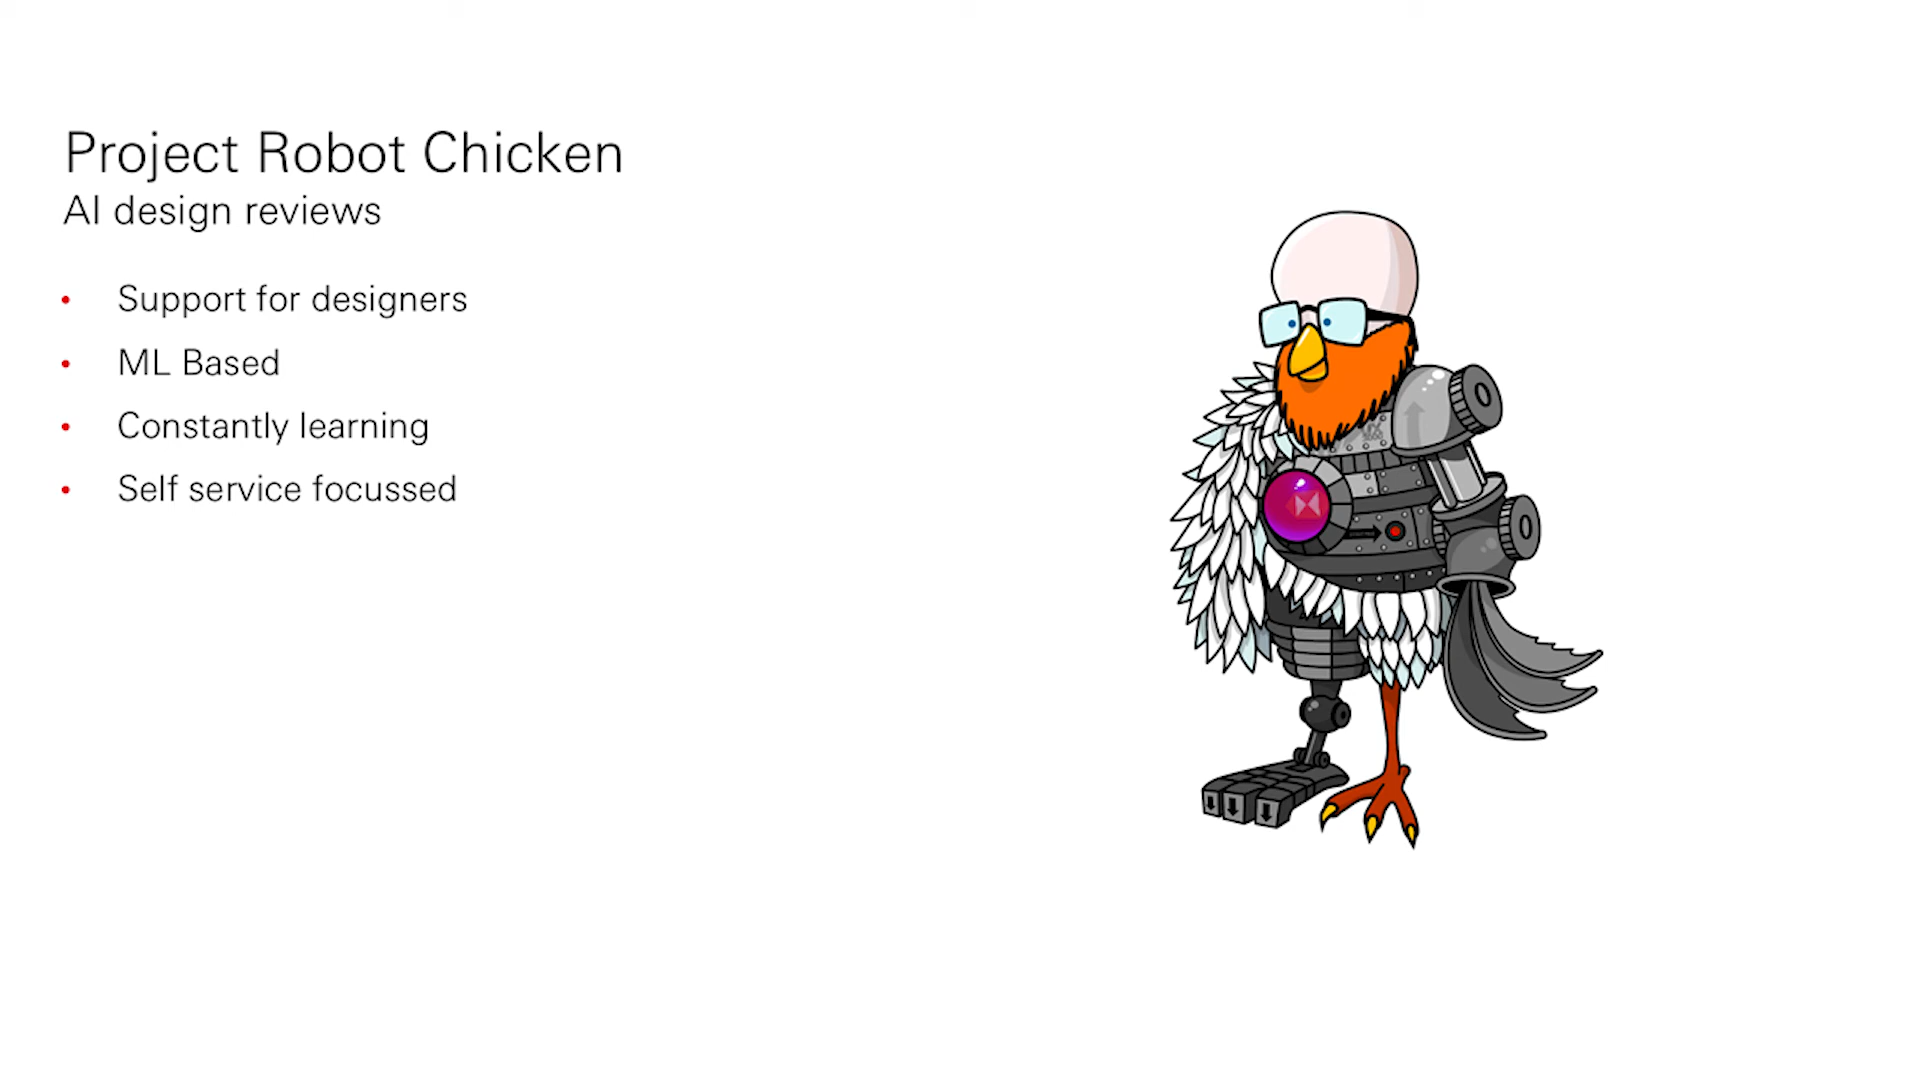 Project Robot Chicken
AI design reviews
• Support for designers
• ML Based
• Constantly learning
• Self service focussed